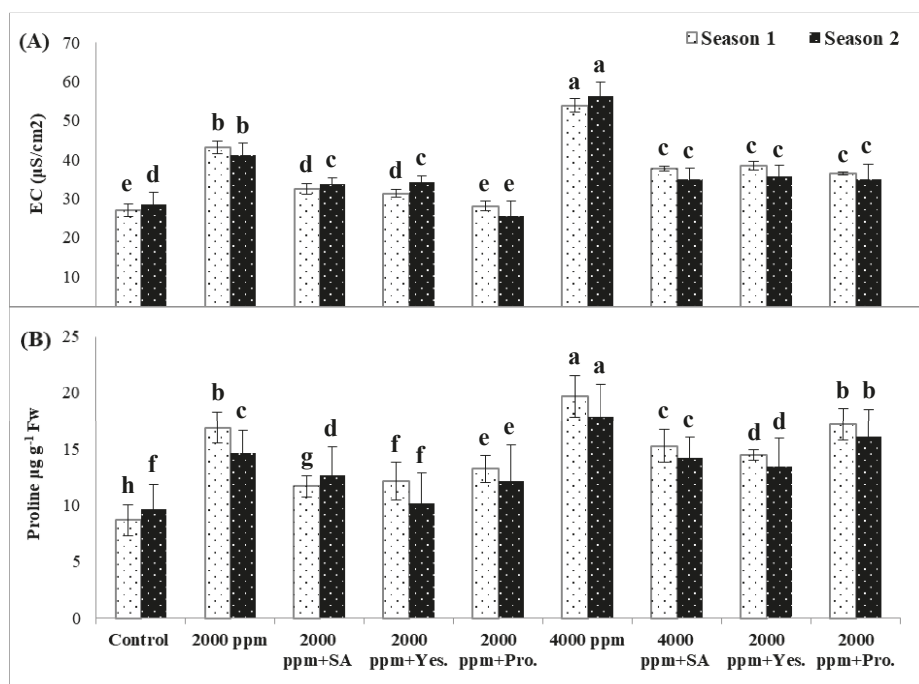 (A)
70
60
50
40
30
20
10
EC (µS/cm2)
Season 1 Season 2
e d b b d c d c e e a a c c c c c c
(B)
25
20
15
10
5
0
Proline µg g-1 Fw
h f b c g d f f e e a a c c d d b b
Control 2000 ppm 2000 2000 2000 4000 ppm 4000 2000 2000
ppm+SA ppm+Yes. ppm+Pro. ppm+SA ppm+Yes. ppm+Pro.